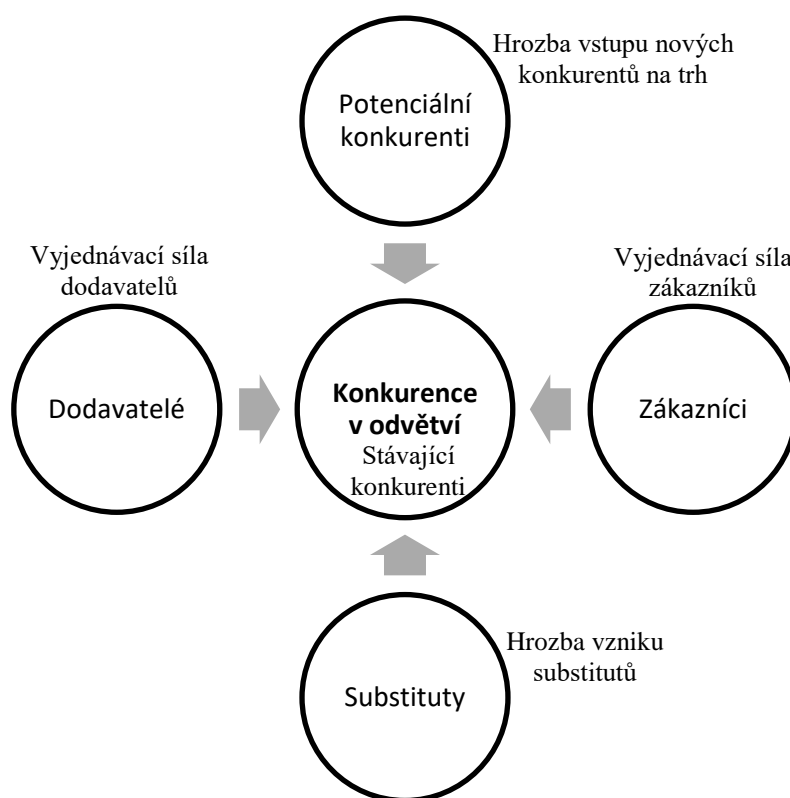 Hrozba vstupu nových
konkurentů na trh
Potenciální
konkurenti
Vyjednávací síla
dodavatelů
Vyjednávací síla
zákazníků
Dodavatelé
Konkurence
v odvětví
Stávající
konkurenti
Zákazníci
Hrozba vzniku
substitutů
Substituty